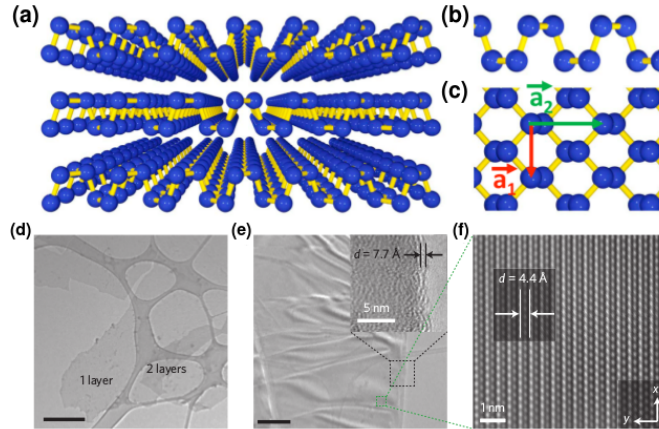 (a)
(b)
(c)
a₂
a₁
(d)
1 layer
2 layers
(e)
d = 7.7 Å
5 nm
(f)
d = 4.4 Å
1 nm
x
y